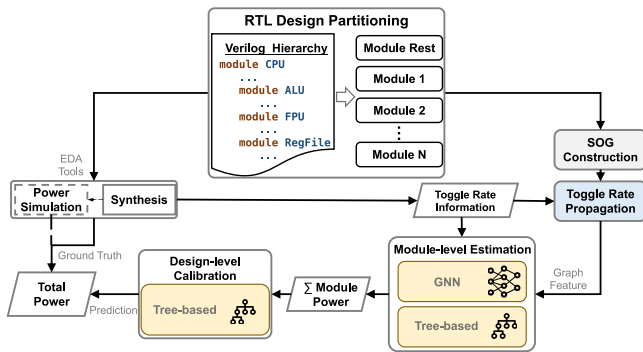 RTL Design Partitioning
Verilog Hierarchy
module CPU
...
module ALU
...
module FPU
...
module RegFile
...
Module Rest
Module 1
Module 2
Module N
EDA
Tools
SOG
Construction
Power
Simulation
Synthesis
Toggle Rate
Information
Toggle Rate
Propagation
Ground Truth
Design-level
Calibration
Tree-based
Module-level Estimation
GNN
Tree-based
Graph
Feature
Total
Power
Prediction
∑ Module
Power